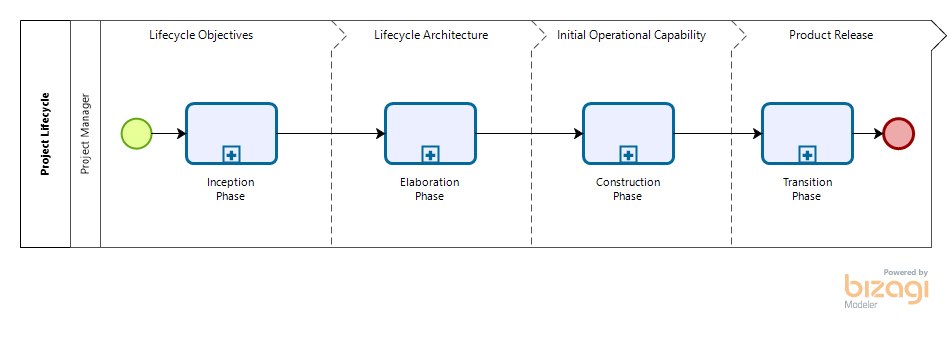 Lifecycle Objectives
Lifecycle Architecture
Initial Operational Capability
Product Release
Project Lifecycle
Project Manager
Inception
Phase
Elaboration
Phase
Construction
Phase
Transition
Phase
Powered by
bizagi
Modeler